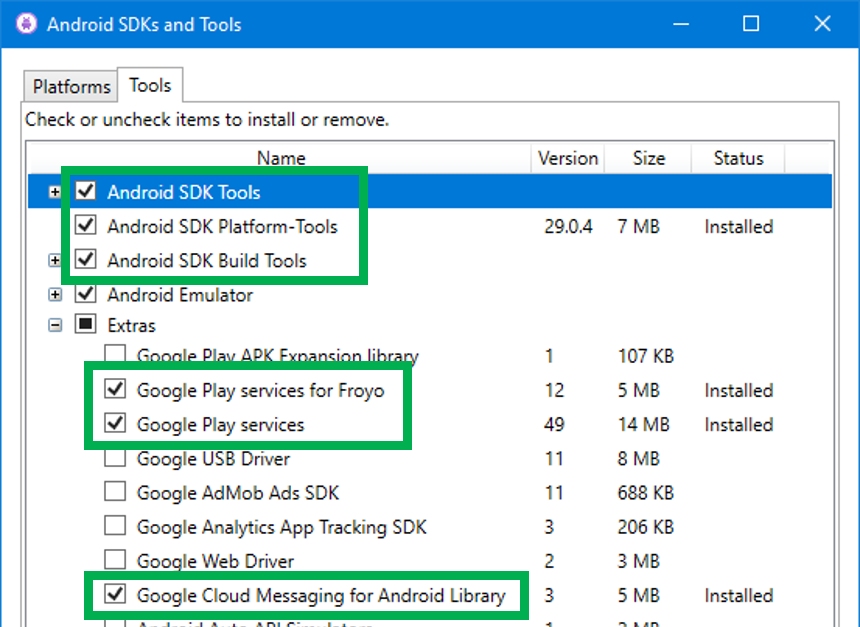 Android SDKs and Tools
Platforms Tools
Check or uncheck items to install or remove.
Name Version Size Status
Android SDK Tools
Android SDK Platform-Tools 29.0.4 7 MB Installed
Android SDK Build Tools
Android Emulator
Extras
Google Play APK Expansion library 1 107 KB
Google Play services for Froyo 12 5 MB Installed
Google Play services 49 14 MB Installed
Google USB Driver 11 8 MB
Google AdMob Ads SDK 11 688 KB
Google Analytics App Tracking SDK 3 206 KB
Google Web Driver 2 3 MB
Google Cloud Messaging for Android Library 3 5 MB Installed
Android Auto API Simulators 1